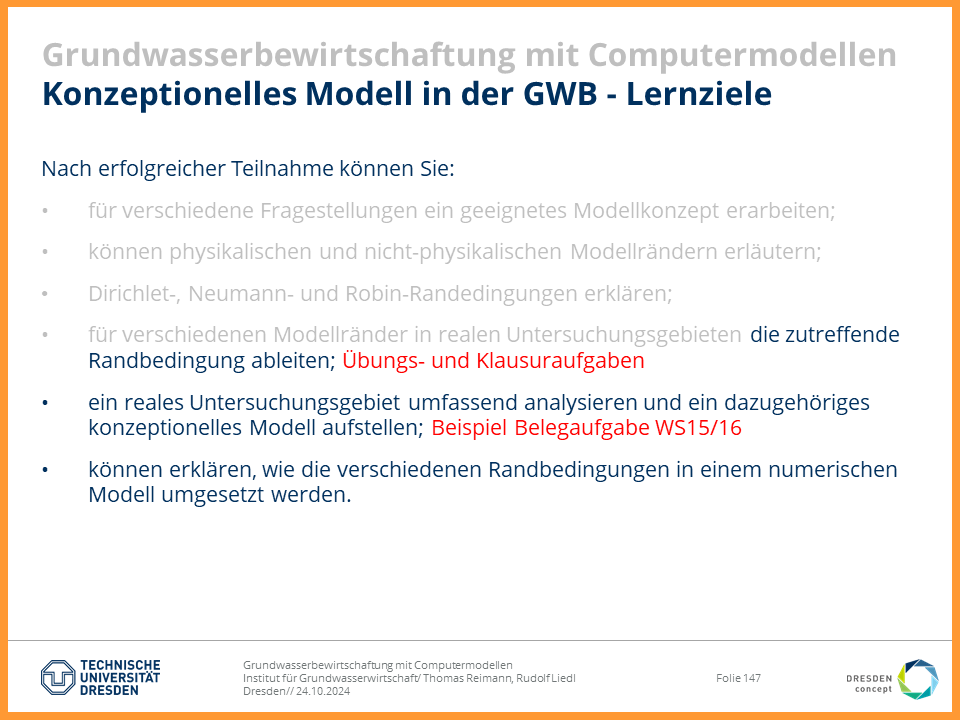 Grundwasserbewirtschaftung mit Computermodellen
Konzeptionelles Modell in der GWB - Lernziele
Nach erfolgreicher Teilnahme können Sie:
• für verschiedene Fragestellungen ein geeignetes Modellkonzept erarbeiten;
• können physikalischen und nicht-physikalischen Modellrändern erläutern;
• Dirichlet-, Neumann- und Robin-Randedingungen erklären;
• für verschiedenen Modellränder in realen Untersuchungsgebieten die zutreffende
Randbedingung ableiten; Übungs- und Klausuraufgaben
• ein reales Untersuchungsgebiet umfassend analysieren und ein dazugehöriges
konzeptionelles Modell aufstellen; Beispiel Belegaufgabe WS15/16
• können erklären, wie die verschiedenen Randbedingungen in einem numerischen
Modell umgesetzt werden.
TECHNISCHE
UNIVERSITÄT
DRESDEN
Grundwasserbewirtschaftung mit Computermodellen
Institut für Grundwasserwirtschaft/ Thomas Reimann, Rudolf Liedl
Dresden// 24.10.2024
Folie 147
DRESDEN
concept